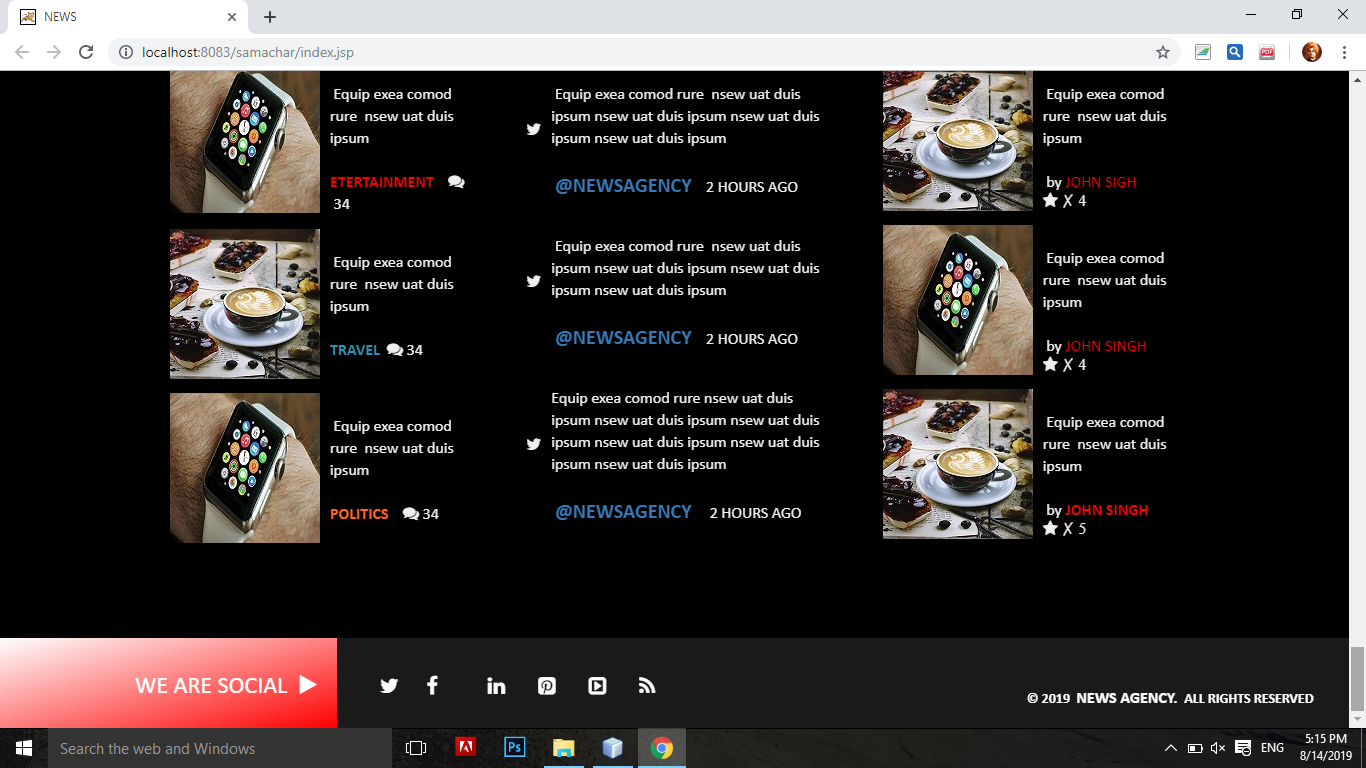 NEWS
localhost:8083/samachar/index.jsp
Equip exea comod
rure nsew uat duis
ipsum
ETERTAINMENT
34
Equip exea comod
rure nsew uat duis
ipsum
TRAVEL 34
Equip exea comod
rure nsew uat duis
ipsum
POLITICS 34
Equip exea comod rure nsew uat duis
ipsum nsew uat duis ipsum nsew uat duis
ipsum nsew uat duis ipsum
@NEWSAGENCY 2 HOURS AGO
Equip exea comod rure nsew uat duis
ipsum nsew uat duis ipsum nsew uat duis
ipsum nsew uat duis ipsum
@NEWSAGENCY 2 HOURS AGO
Equip exea comod rure nsew uat duis
ipsum nsew uat duis ipsum nsew uat duis
ipsum nsew uat duis ipsum nsew uat duis
ipsum nsew uat duis ipsum
@NEWSAGENCY 2 HOURS AGO
Equip exea comod
rure nsew uat duis
ipsum
by JOHN SIGH
★ ✗ 4
Equip exea comod
rure nsew uat duis
ipsum
by JOHN SINGH
★ ✗ 4
Equip exea comod
rure nsew uat duis
ipsum
by JOHN SINGH
★ ✗ 5
WE ARE SOCIAL
© 2019 NEWS AGENCY. ALL RIGHTS RESERVED
Search the web and Windows
Ps
ENG
5:15 PM
8/14/2019